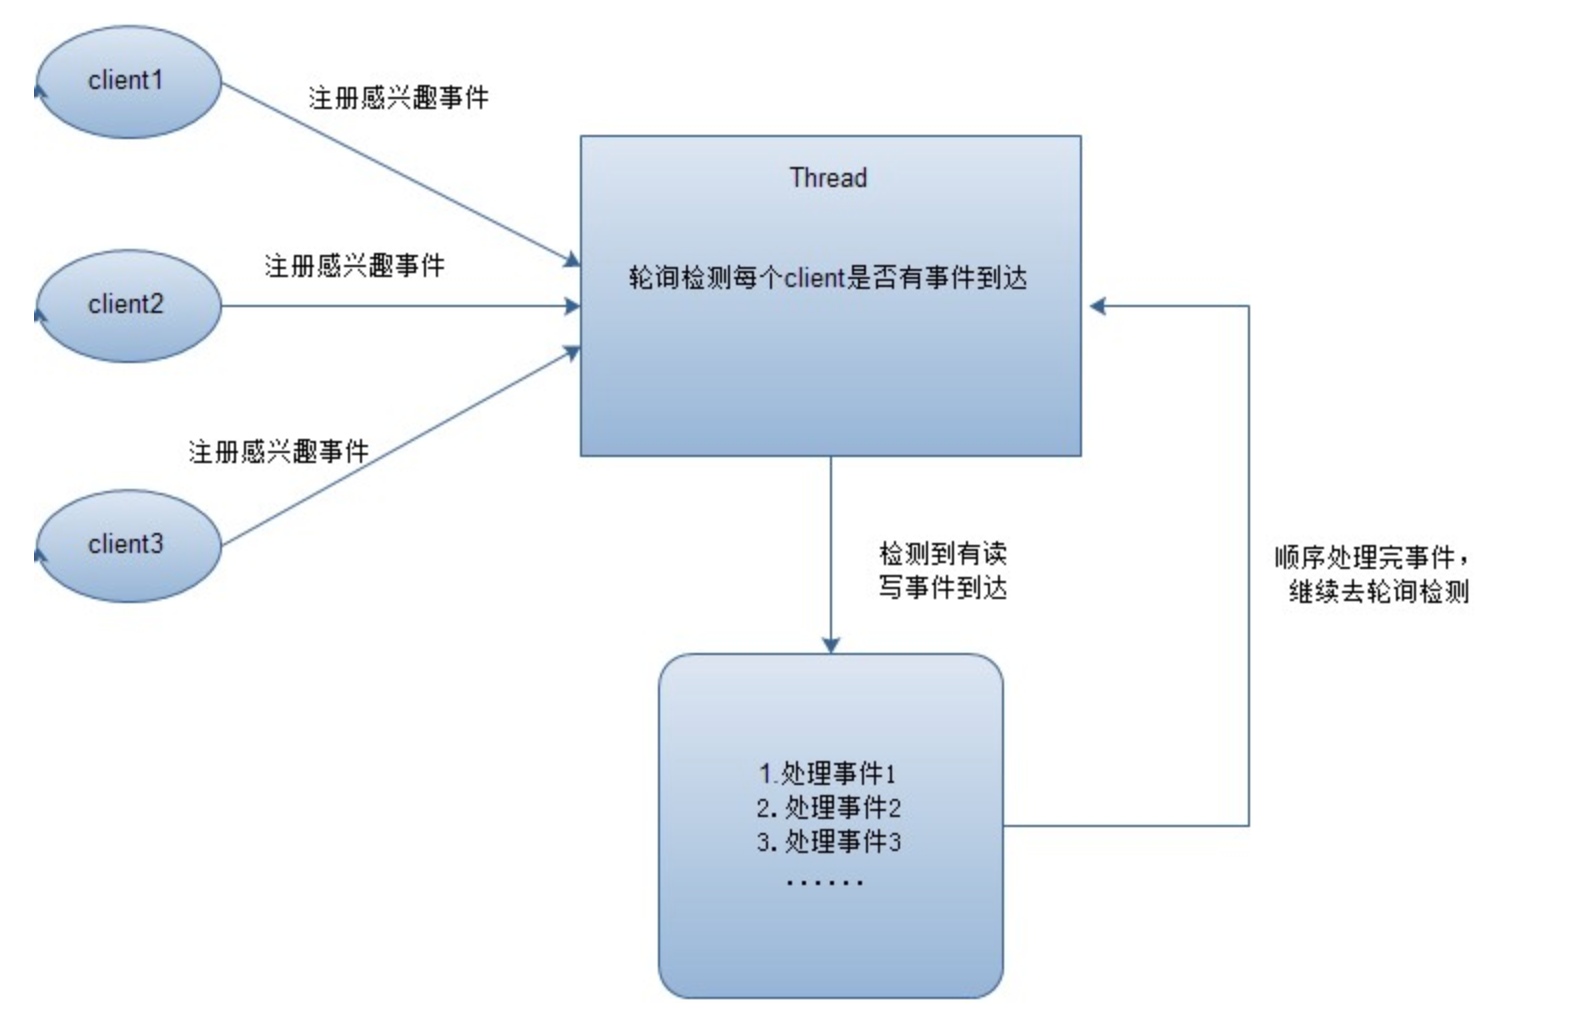 client1
注册感兴趣事件
Thread
轮询检测每个client是否有事件到达
client2
注册感兴趣事件
client3
注册感兴趣事件
检测到有读
写事件到达
顺序处理完事件，
继续去轮询检测
1.处理事件1
2. 处理事件2
3. 处理事件3
······